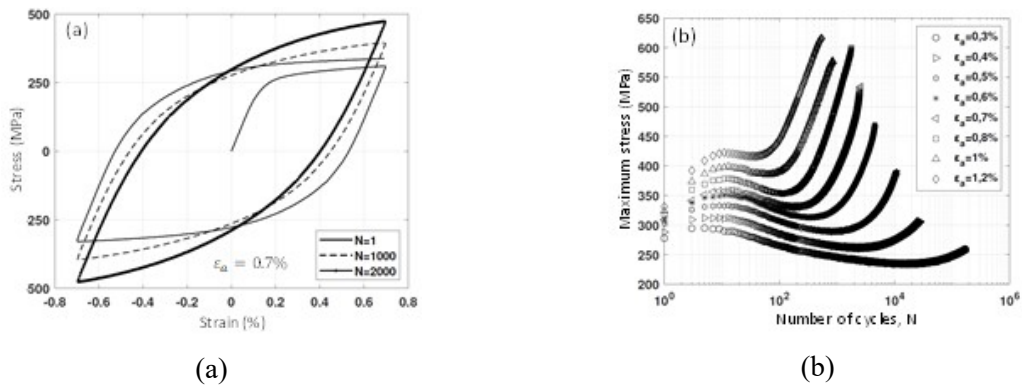 (a)
500
250
0
250
500
Stress (MPa)
-0.8 -0.6 -0.4 -0.2 0 0.2 0.4 0.6 0.8
Strain (%)
εa = 0.7%
N=1
N=1000
N=2000
(a)
(b)
650
600
550
500
450
400
350
300
250
200
Maximum stress (MPa)
10^0 10^2 10^4 10^6
Number of cycles, N
εa=0,3%
εa=0,4%
εa=0,5%
εa=0,6%
εa=0,7%
εa=0,8%
εa=1%
εa=1,2%
(b)